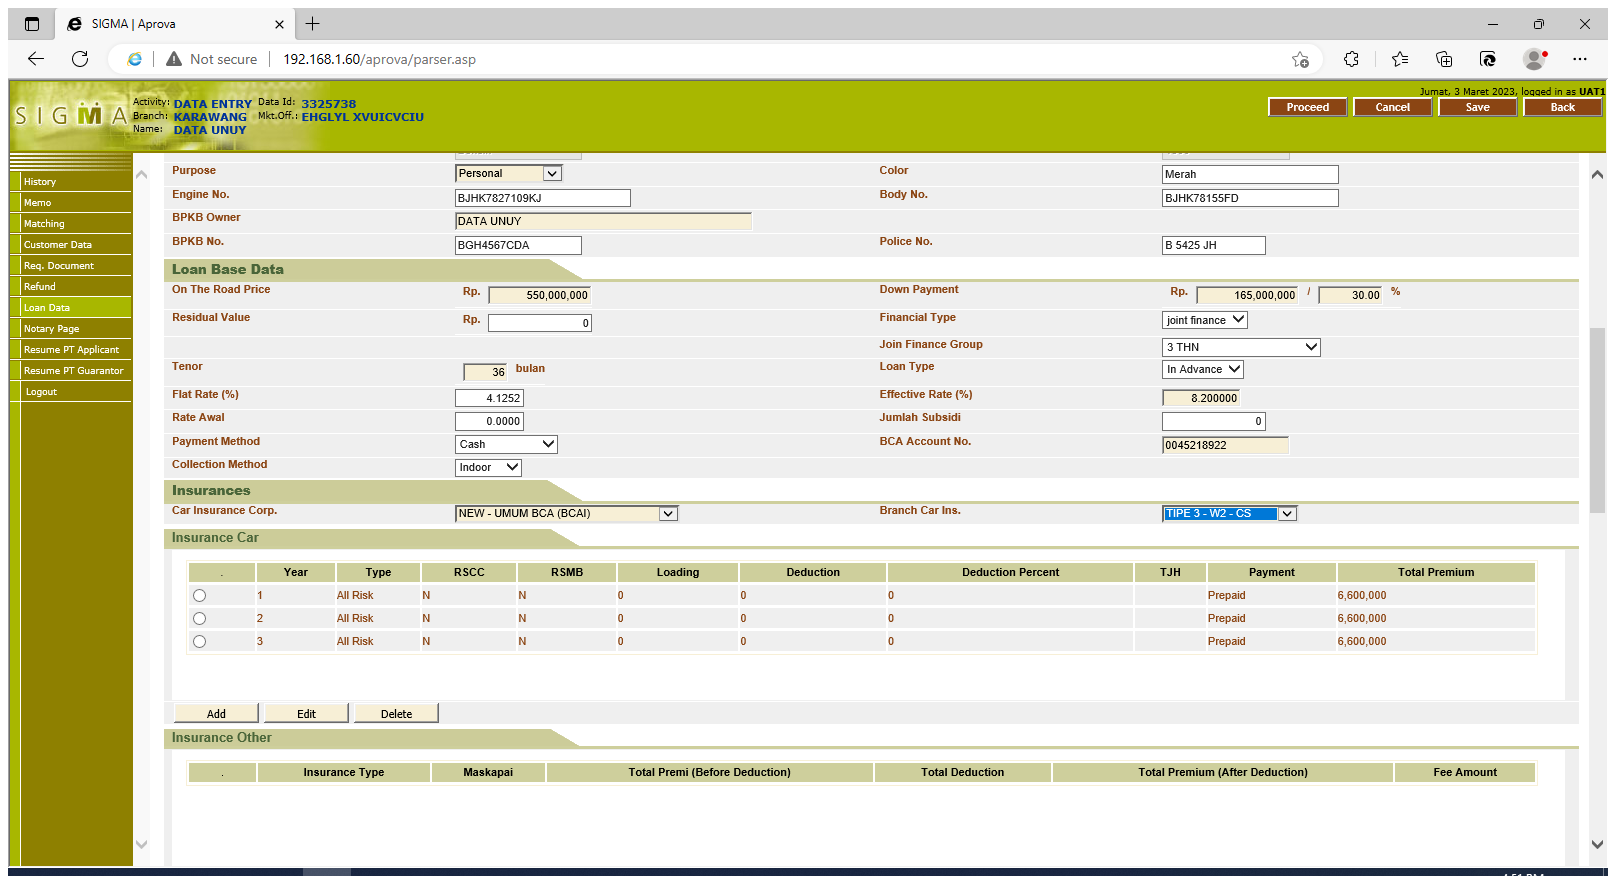 SIGMA | Aprova
Not secure 192.168.1.60/aprova/parser.asp
Jumat, 3 Maret 2023, logged in as UAT1
SIGMA
Activity: DATA ENTRY Data Id: 3325738
Branch: KARAWANG Mkt.Off.: EHGLYL XVUICVCIU
Name: DATA UNUY
Proceed Cancel Save Back
History
Memo
Matching
Customer Data
Req. Document
Refund
Loan Data
Notary Page
Resume PT Applicant
Resume PT Guarantor
Logout
Purpose Personal Color Merah
Engine No. BJHK7827109KJ Body No. BJHK78155FD
BPKB Owner DATA UNUY
BPKB No. BGH4567CDA Police No. B 5425 JH
Loan Base Data
On The Road Price Rp. 550,000,000 Down Payment Rp. 165,000,000 / 30.00 %
Residual Value Rp. 0 Financial Type joint finance
Join Finance Group 3 THN
Tenor 36 bulan Loan Type In Advance
Flat Rate (%) 4.1252 Effective Rate (%) 8.200000
Rate Awal 0.0000 Jumlah Subsidi 0
Payment Method Cash BCA Account No. 0045218922
Collection Method Indoor
Insurances
Car Insurance Corp. NEW - UMUM BCA (BCAI) Branch Car Ins. TIPE 3 - W2 - CS
Insurance Car
. Year Type RSCC RSMB Loading Deduction Deduction Percent TJH Payment Total Premium
1 All Risk N N 0 0 0 Prepaid 6,600,000
2 All Risk N N 0 0 0 Prepaid 6,600,000
3 All Risk N N 0 0 0 Prepaid 6,600,000
Add Edit Delete
Insurance Other
. Insurance Type Maskapai Total Premi (Before Deduction) Total Deduction Total Premium (After Deduction) Fee Amount